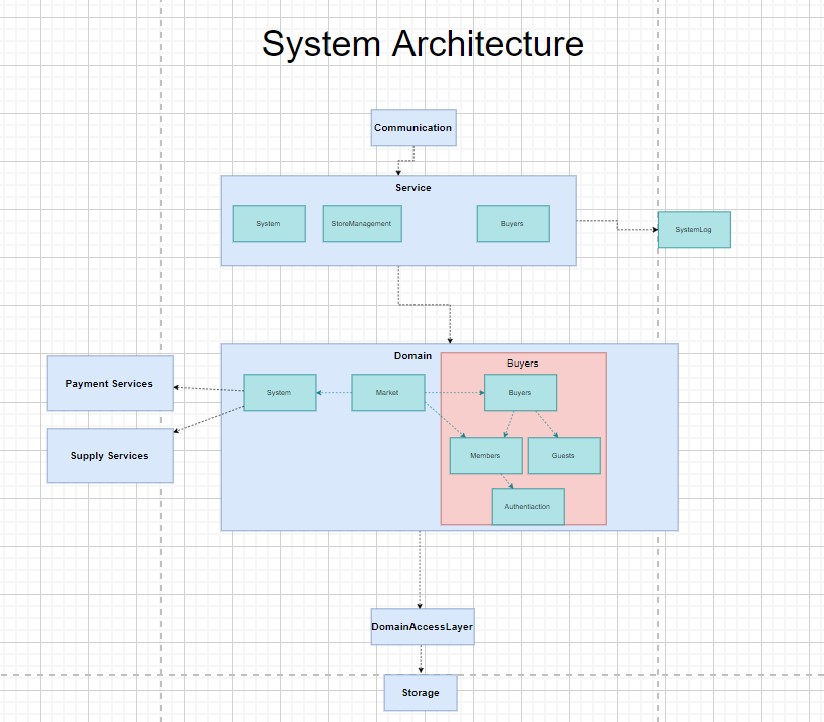 System Architecture
Communication
Service
System
StoreManagement
Buyers
SystemLog
Domain
Buyers
Payment Services
System
Market
Buyers
Supply Services
Members
Guests
Authentiaction
DomainAccessLayer
Storage